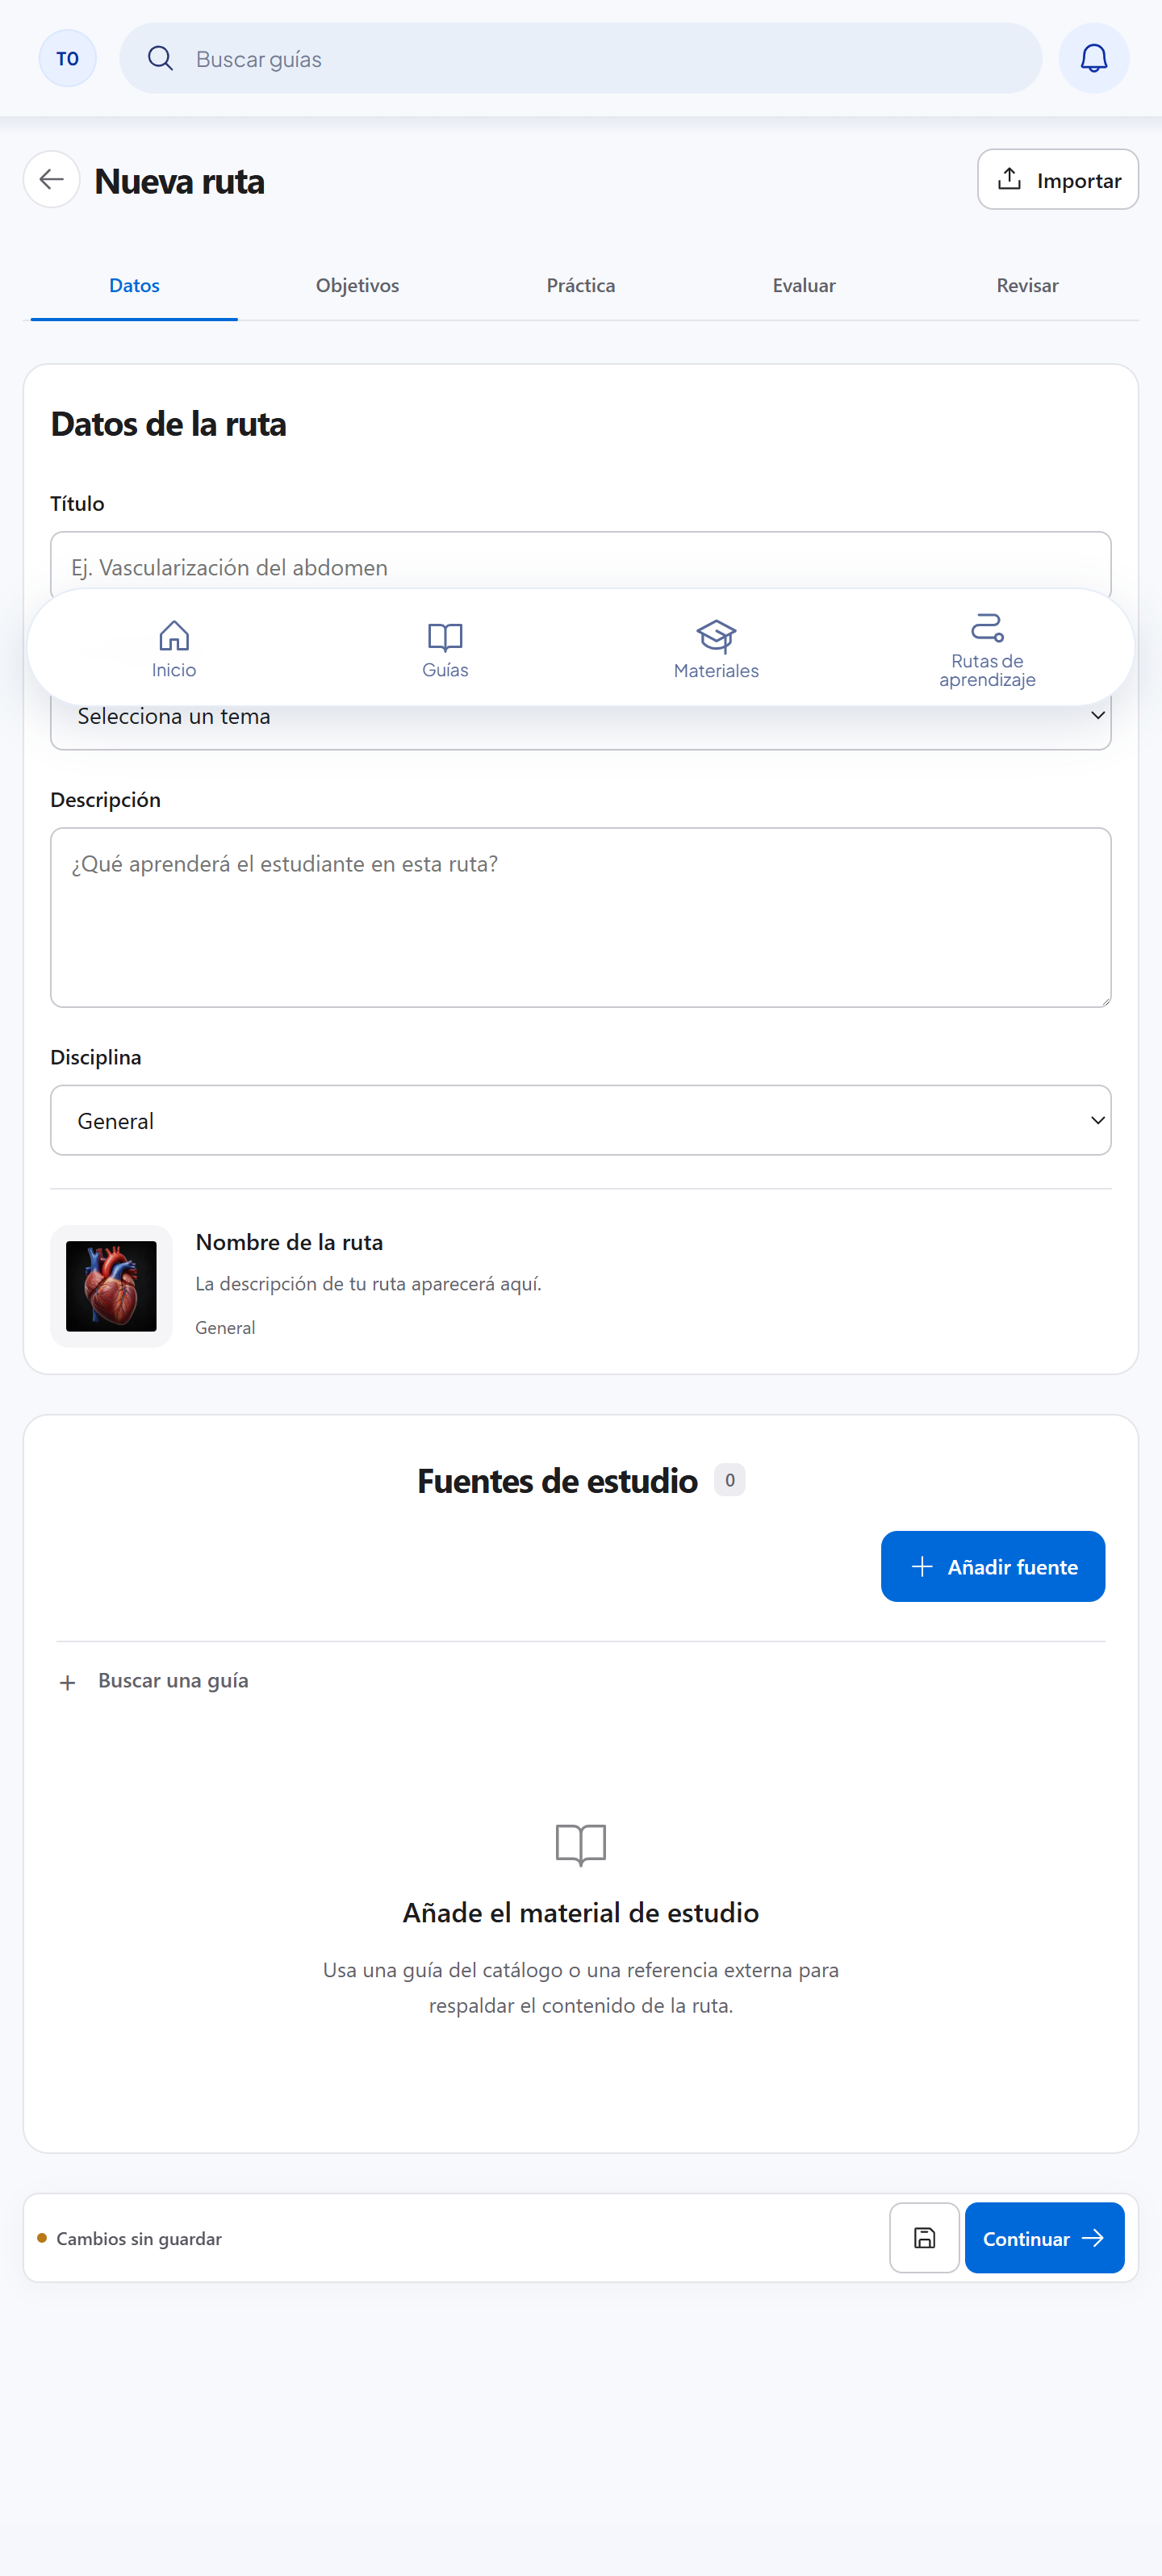 TO
Buscar guías
Nueva ruta
Importar
Datos
Objetivos
Práctica
Evaluar
Revisar
Datos de la ruta
Título
Ej. Vascularización del abdomen
Inicio
Guías
Materiales
Rutas de
aprendizaje
Selecciona un tema
Descripción
¿Qué aprenderá el estudiante en esta ruta?
Disciplina
General
Nombre de la ruta
La descripción de tu ruta aparecerá aquí.
General
Fuentes de estudio 0
Añadir fuente
Buscar una guía
Añade el material de estudio
Usa una guía del catálogo o una referencia externa para
respaldar el contenido de la ruta.
Cambios sin guardar
Continuar